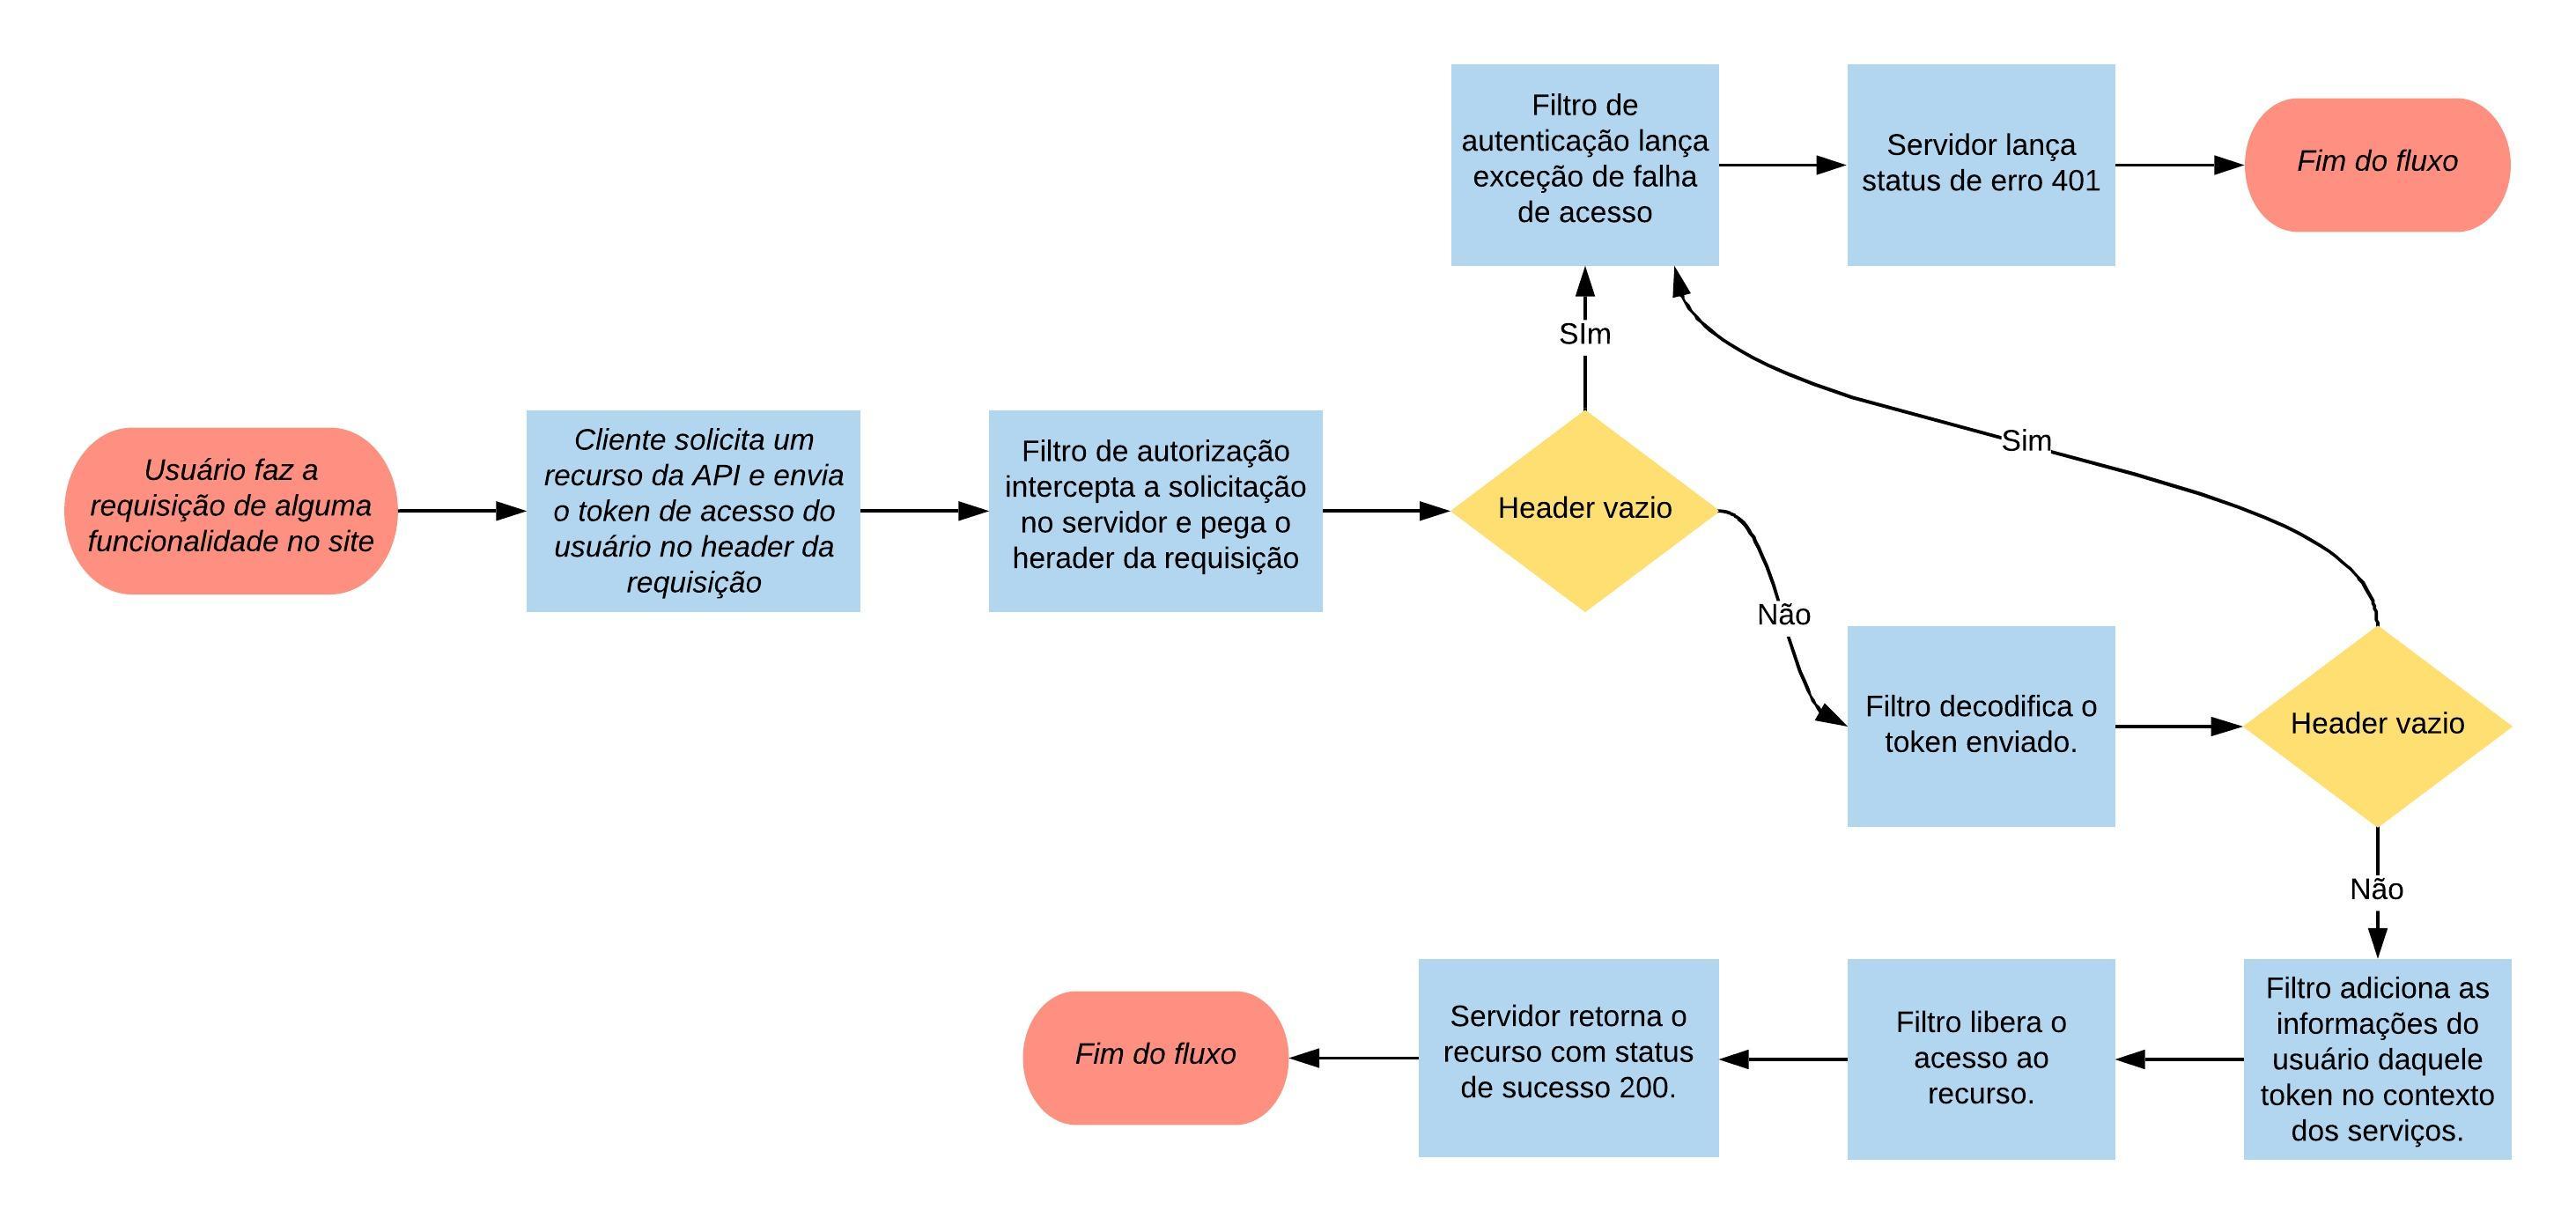 Usuário faz a
requisição de alguma
funcionalidade no site
Cliente solicita um
recurso da API e envia
o token de acesso do
usuário no header da
requisição
Filtro de autorização
intercepta a solicitação
no servidor e pega o
herader da requisição
Header vazio
SIm
Filtro de
autenticação lança
exceção de falha
de acesso
Servidor lança
status de erro 401
Fim do fluxo
Não
Filtro decodifica o
token enviado.
Header vazio
Sim
Não
Filtro adiciona as
informações do
usuário daquele
token no contexto
dos serviços.
Filtro libera o
acesso ao
recurso.
Servidor retorna o
recurso com status
de sucesso 200.
Fim do fluxo